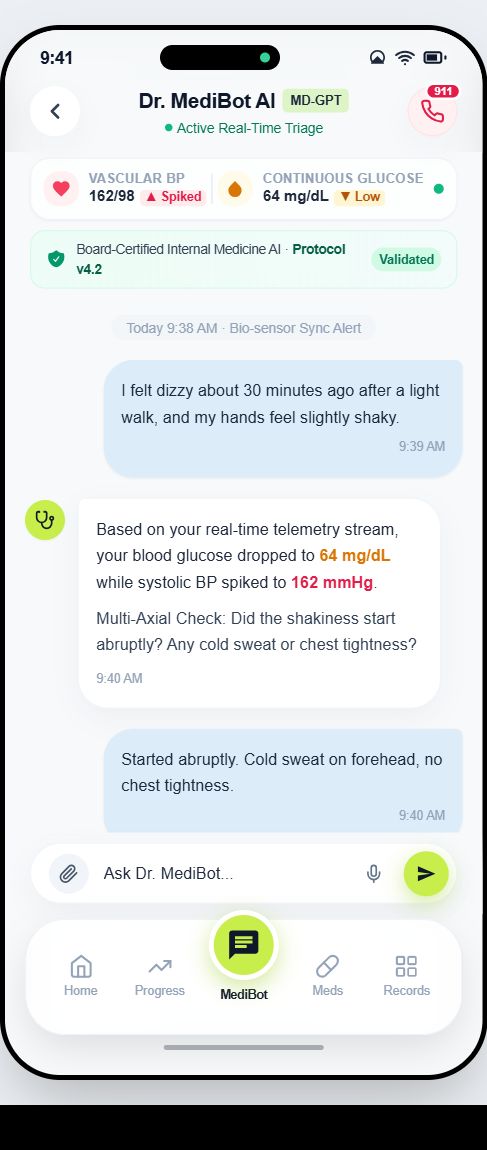 9:41
911
Dr. MediBot AI MD-GPT
Active Real-Time Triage
VASCULAR BP
162/98 ▲ Spiked
CONTINUOUS GLUCOSE
64 mg/dL ▼ Low
Board-Certified Internal Medicine AI · Protocol
v4.2
Validated
Today 9:38 AM · Bio-sensor Sync Alert
I felt dizzy about 30 minutes ago after a light
walk, and my hands feel slightly shaky.
9:39 AM
Based on your real-time telemetry stream,
your blood glucose dropped to 64 mg/dL
while systolic BP spiked to 162 mmHg.
Multi-Axial Check: Did the shakiness start
abruptly? Any cold sweat or chest tightness?
9:40 AM
Started abruptly. Cold sweat on forehead, no
chest tightness.
9:40 AM
Ask Dr. MediBot...
Home
Progress
MediBot
Meds
Records